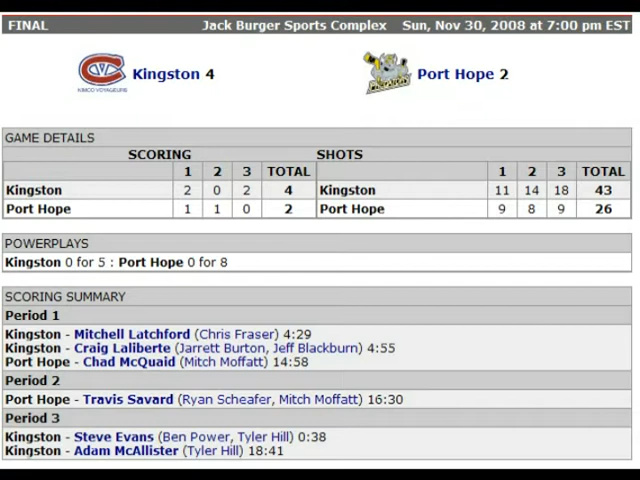 FINAL Jack Burger Sports Complex Sun, Nov 30, 2008 at 7:00 pm EST
KIMCO VOYAGEURS Kingston 4 Port Hope 2
GAME DETAILS
SCORING SHOTS
1 2 3 TOTAL 1 2 3 TOTAL
Kingston 2 0 2 4 Kingston 11 14 18 43
Port Hope 1 1 0 2 Port Hope 9 8 9 26
POWERPLAYS
Kingston 0 for 5 : Port Hope 0 for 8
SCORING SUMMARY
Period 1
Kingston - Mitchell Latchford (Chris Fraser) 4:29
Kingston - Craig Laliberte (Jarrett Burton, Jeff Blackburn) 4:55
Port Hope - Chad McQuaid (Mitch Moffatt) 14:58
Period 2
Port Hope - Travis Savard (Ryan Scheafer, Mitch Moffatt) 16:30
Period 3
Kingston - Steve Evans (Ben Power, Tyler Hill) 0:38
Kingston - Adam McAllister (Tyler Hill) 18:41